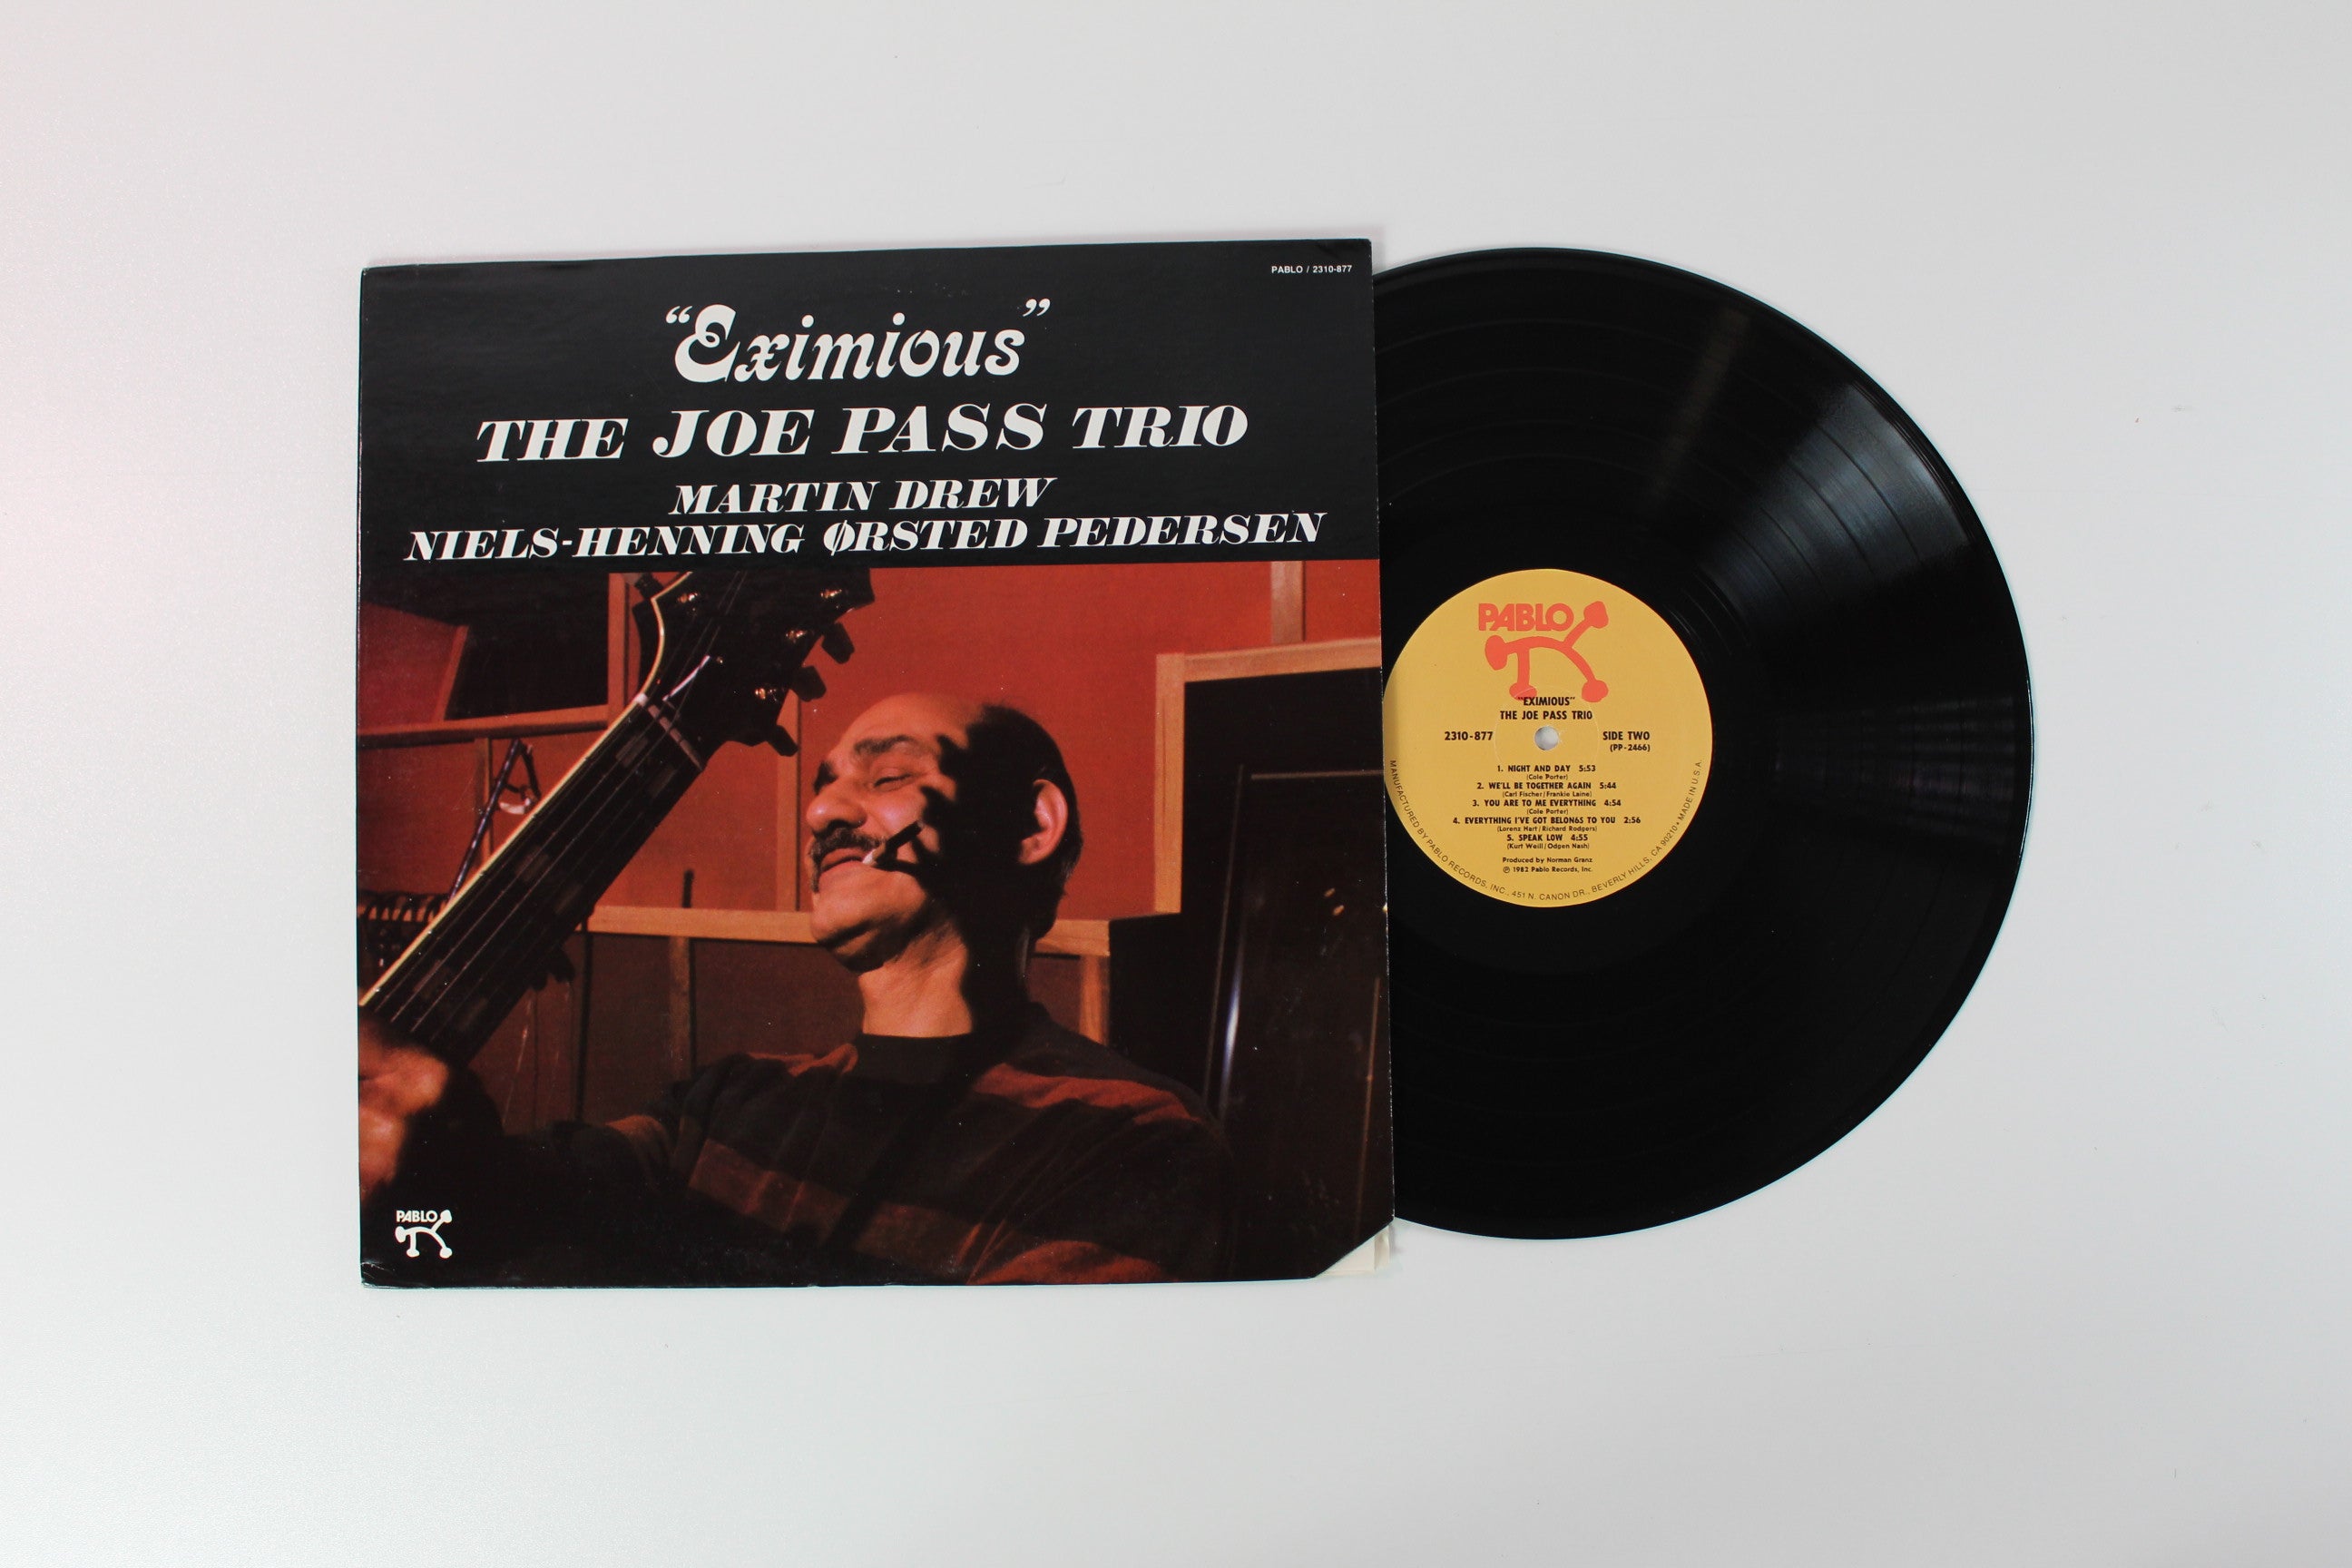 PABLO / 2310-877
“Eximious”
THE JOE PASS TRIO
MARTIN DREW
NIELS-HENNING ØRSTED PEDERSEN
PABLO
PABLO
"EXIMIOUS"
THE JOE PASS TRIO
2310-877
SIDE TWO
(PP-2466)
1. NIGHT AND DAY 5:53
(Cole Porter)
2. WE'LL BE TOGETHER AGAIN 5:44
(Carl Fischer/Frankie Laine)
3. YOU ARE TO ME EVERYTHING 4:54
(Cole Porter)
4. EVERYTHING I'VE GOT BELONGS TO YOU 2:56
(Lorenz Hart/Richard Rodgers)
5. SPEAK LOW 4:55
(Kurt Weill/Odgen Nash)
Produced by Norman Granz
℗ 1982 Pablo Records, Inc.
MANUFACTURED BY PABLO RECORDS, INC., 451 N. CANON DR., BEVERLY HILLS, CA 90210 • MADE IN U.S.A.